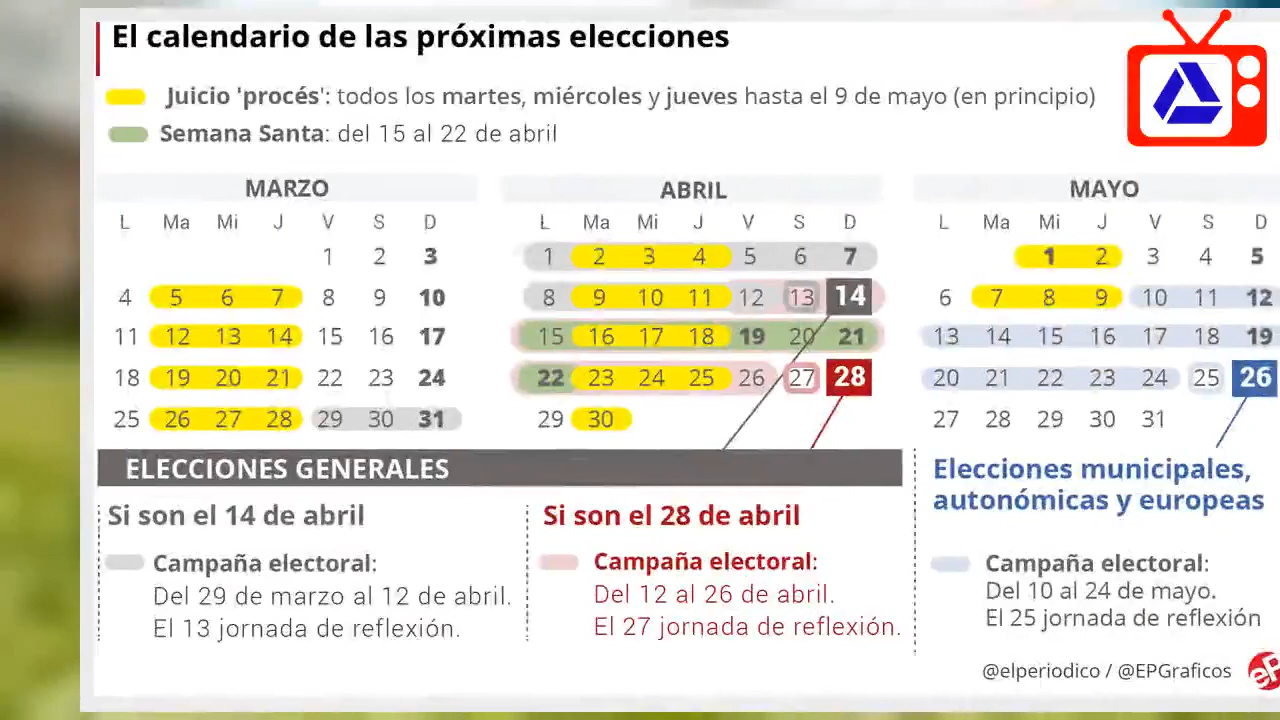 El calendario de las próximas elecciones
Juicio 'procés': todos los martes, miércoles y jueves hasta el 9 de mayo (en principio)
Semana Santa: del 15 al 22 de abril
MARZO
L Ma Mi J V S D
1 2 3
4 5 6 7 8 9 10
11 12 13 14 15 16 17
18 19 20 21 22 23 24
25 26 27 28 29 30 31
ABRIL
L Ma Mi J V S D
1 2 3 4 5 6 7
8 9 10 11 12 13 14
15 16 17 18 19 20 21
22 23 24 25 26 27 28
29 30
MAYO
L Ma Mi J V S D
1 2 3 4 5
6 7 8 9 10 11 12
13 14 15 16 17 18 19
20 21 22 23 24 25 26
27 28 29 30 31
ELECCIONES GENERALES
Si son el 14 de abril
Campaña electoral:
Del 29 de marzo al 12 de abril.
El 13 jornada de reflexión.
Si son el 28 de abril
Campaña electoral:
Del 12 al 26 de abril.
El 27 jornada de reflexión.
Elecciones municipales,
autonómicas y europeas
Campaña electoral:
Del 10 al 24 de mayo.
El 25 jornada de reflexión
@elperiodico / @EPGraficos
eP